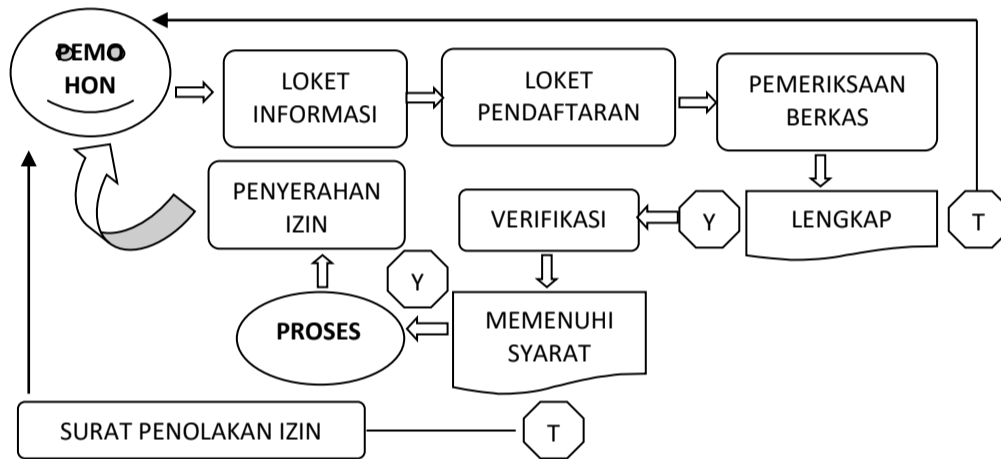 PEMO
HON
LOKET
INFORMASI
LOKET
PENDAFTARAN
PEMERIKSAAN
BERKAS
PENYERAHAN
IZIN
VERIFIKASI
Y
LENGKAP
T
Y
PROSES
MEMENUHI
SYARAT
SURAT PENOLAKAN IZIN
T